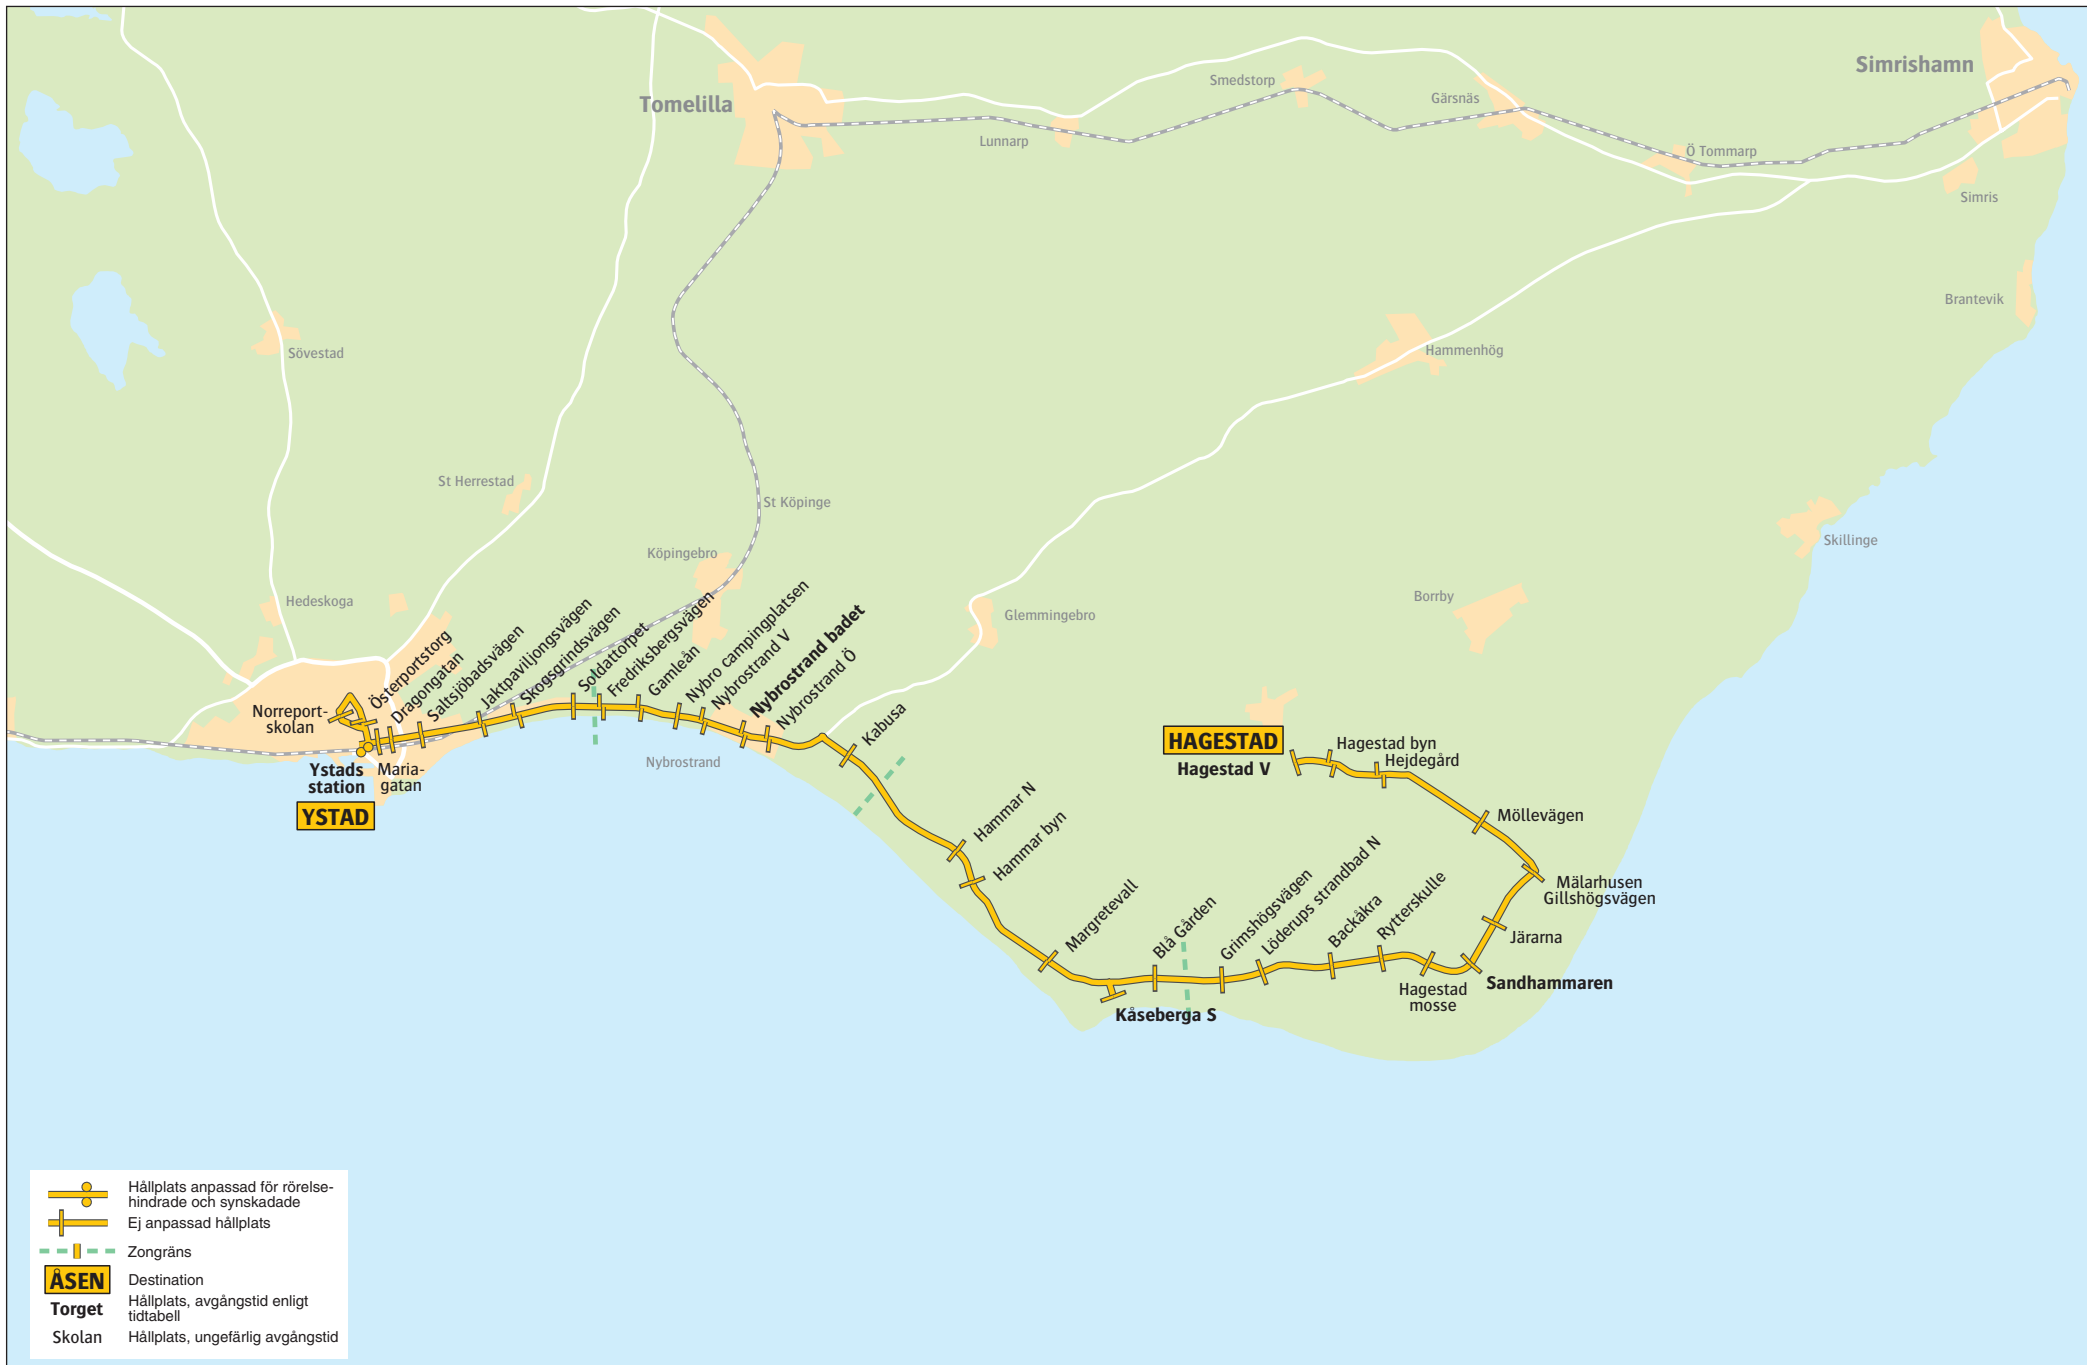 Simrishamn
Tomelilla
Smedstorp
Gärsnäs
Lunnarp
Ö Tommarp
Simris
Brantevik
Sövestad
Hammenhög
St Herrestad
St Köpinge
Skillinge
Köpingebro
Hedeskoga
Glemmingebro
Borrby
Nybrostrand
Norreport-
skolan
Österportstorg
Ystads
station
YSTAD
Maria-
gatan
Dragongatan
Saltsjöbadsvägen
Jaktpaviljongsvägen
Skogsgrindsvägen
Soldattorpet
Fredriksbergsvägen
Gamleån
Nybro campingplatsen
Nybrostrand V
Nybrostrand badet
Nybrostrand Ö
Kabusa
Hammar N
Hammar byn
Margretevall
Kåseberga S
Blå Gården
Grimshögsvägen
Löderups strandbad N
Backåkra
Rytterskulle
Hagestad
mosse
Sandhammaren
Järarna
Mälarhusen
Gillshögsvägen
Möllevägen
Hejdegård
Hagestad byn
HAGESTAD
Hagestad V
Hållplats anpassad för rörelse-
hindrade och synskadade
Ej anpassad hållplats
Zongräns
ÅSEN Destination
Torget Hållplats, avgångstid enligt
tidtabell
Skolan Hållplats, ungefärlig avgångstid